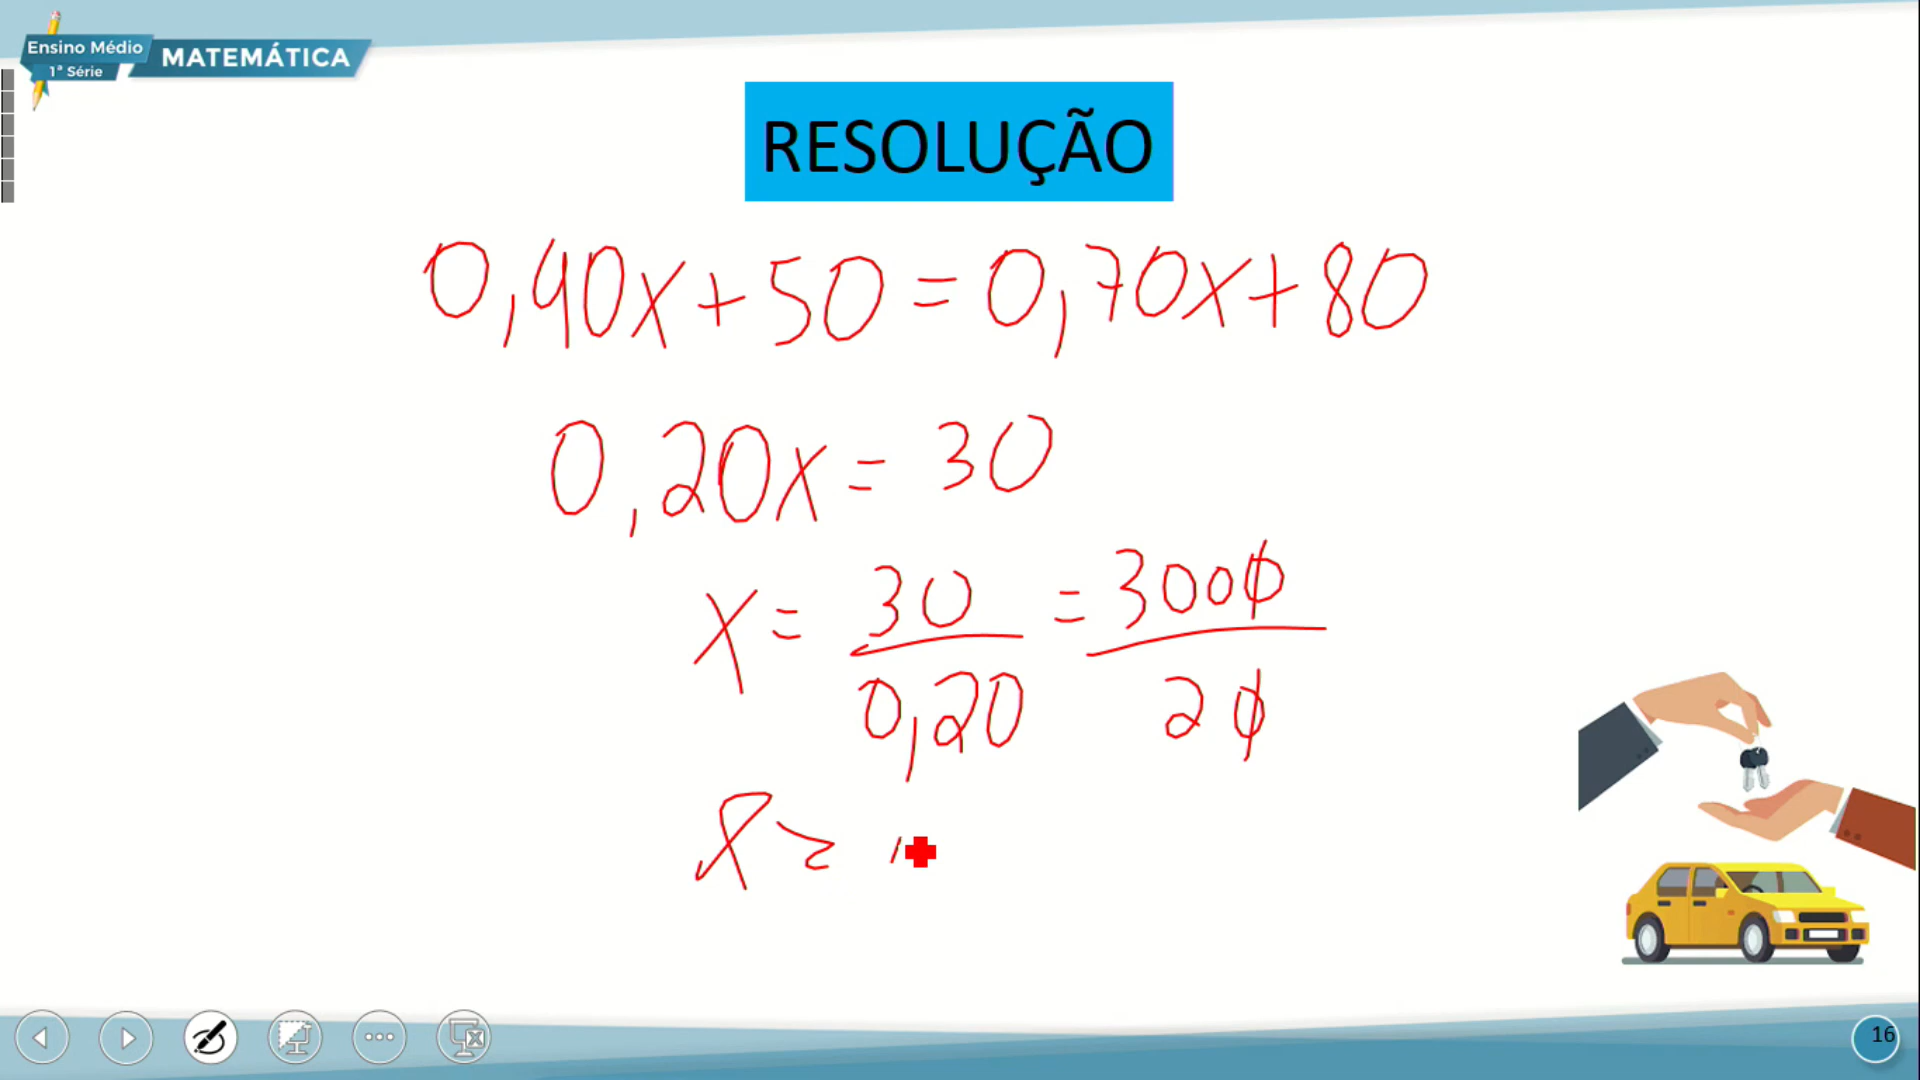 Ensino Médio
1ª Série
MATEMÁTICA
RESOLUÇÃO
0,90x+50=0,70x+80
0,20x=30
x=30/0,20=3000/20
x=
16